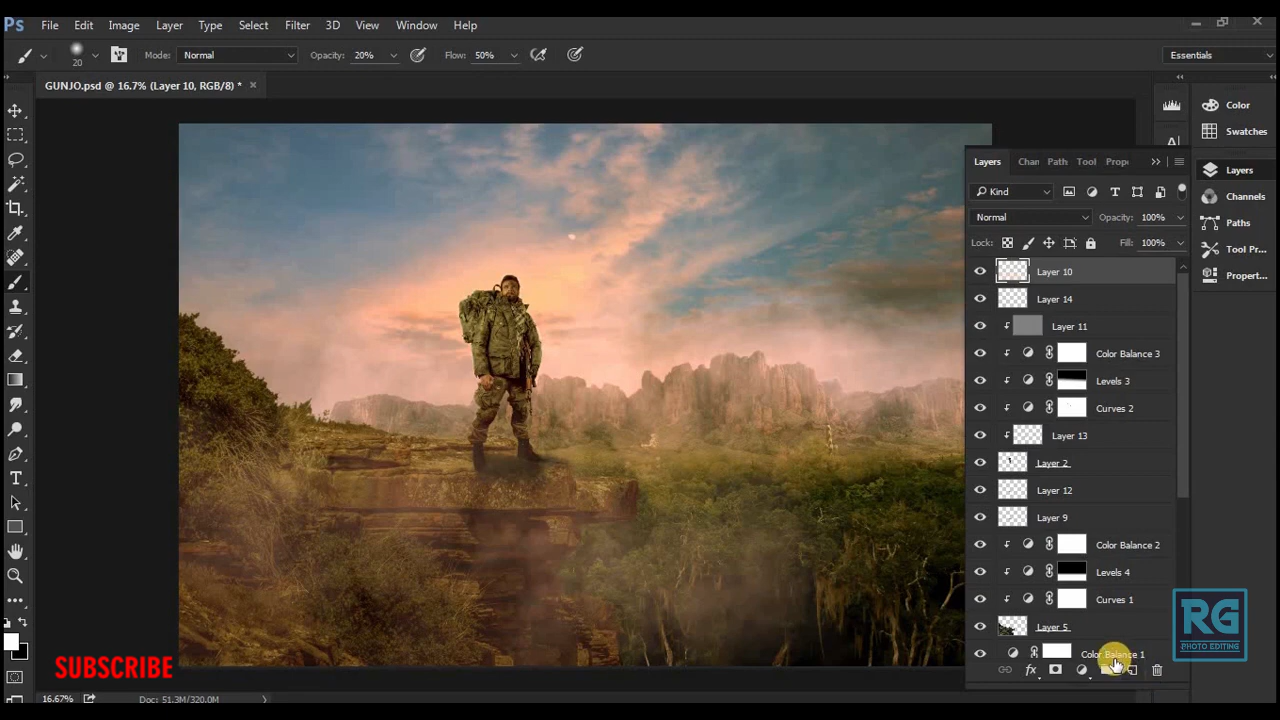 Ps File Edit Image Layer Type Select Filter 3D View Window Help
20 Mode: Normal Opacity: 20% Flow: 50% Essentials
GUNJO.psd @ 16.7% (Layer 10, RGB/8) *
Color
Swatches
Layers
Channels
Paths
Tool Pr...
Propert...
Layers Chan Path Tool Prope
Kind
Normal Opacity: 100%
Lock: Fill: 100%
Layer 10
Layer 14
Layer 11
Color Balance 3
Levels 3
Curves 2
Layer 13
Layer 2
Layer 12
Layer 9
Color Balance 2
Levels 4
Curves 1
Layer 5
Color Balance 1
fx
RG
PHOTO EDITING
SUBSCRIBE
16.67% Doc: 51.3M/320.0M